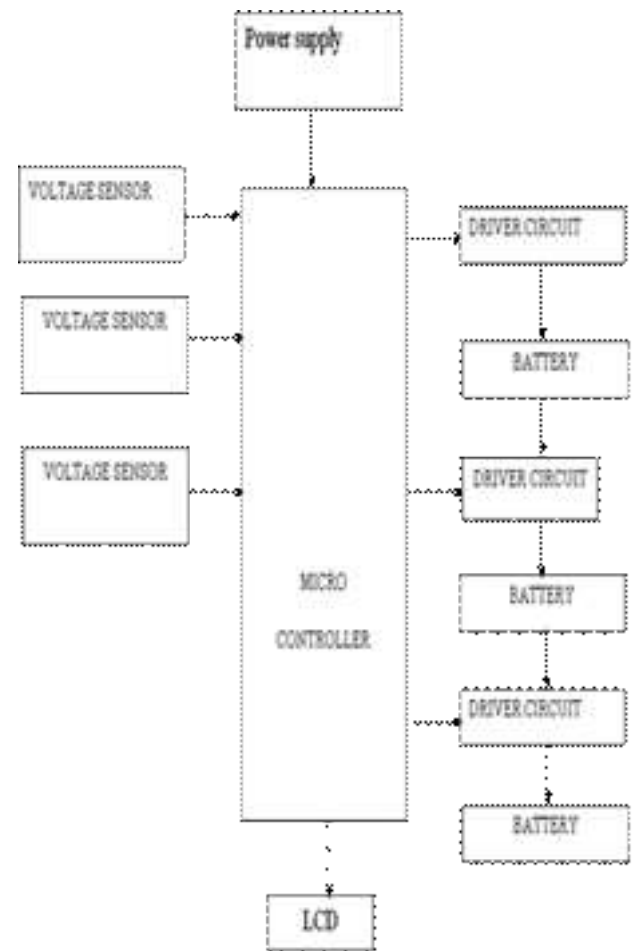 Power supply
VOLTAGE SENSOR
DRIVER CIRCUIT
VOLTAGE SENSOR
BATTERY
VOLTAGE SENSOR
DRIVER CIRCUIT
MICRO
CONTROLLER
BATTERY
DRIVER CIRCUIT
BATTERY
LCD